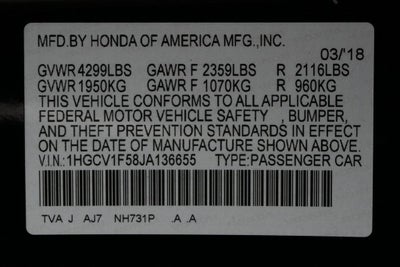 MFD.BY HONDA OF AMERICA MFG.,INC.
03/'18
GVWR 4299LBS GAWR F 2359LBS R 2116LBS
GVWR 1950KG GAWR F 1070KG R 960KG
THIS VEHICLE CONFORMS TO ALL APPLICABLE
FEDERAL MOTOR VEHICLE SAFETY , BUMPER,
AND THEFT PREVENTION STANDARDS IN EFFECT
ON THE DATE OF MANUFACTURE SHOWN ABOVE.
V.I.N.: 1HGCV1F58JA136655 TYPE:PASSENGER CAR
TVA J AJ7 NH731P .A .A